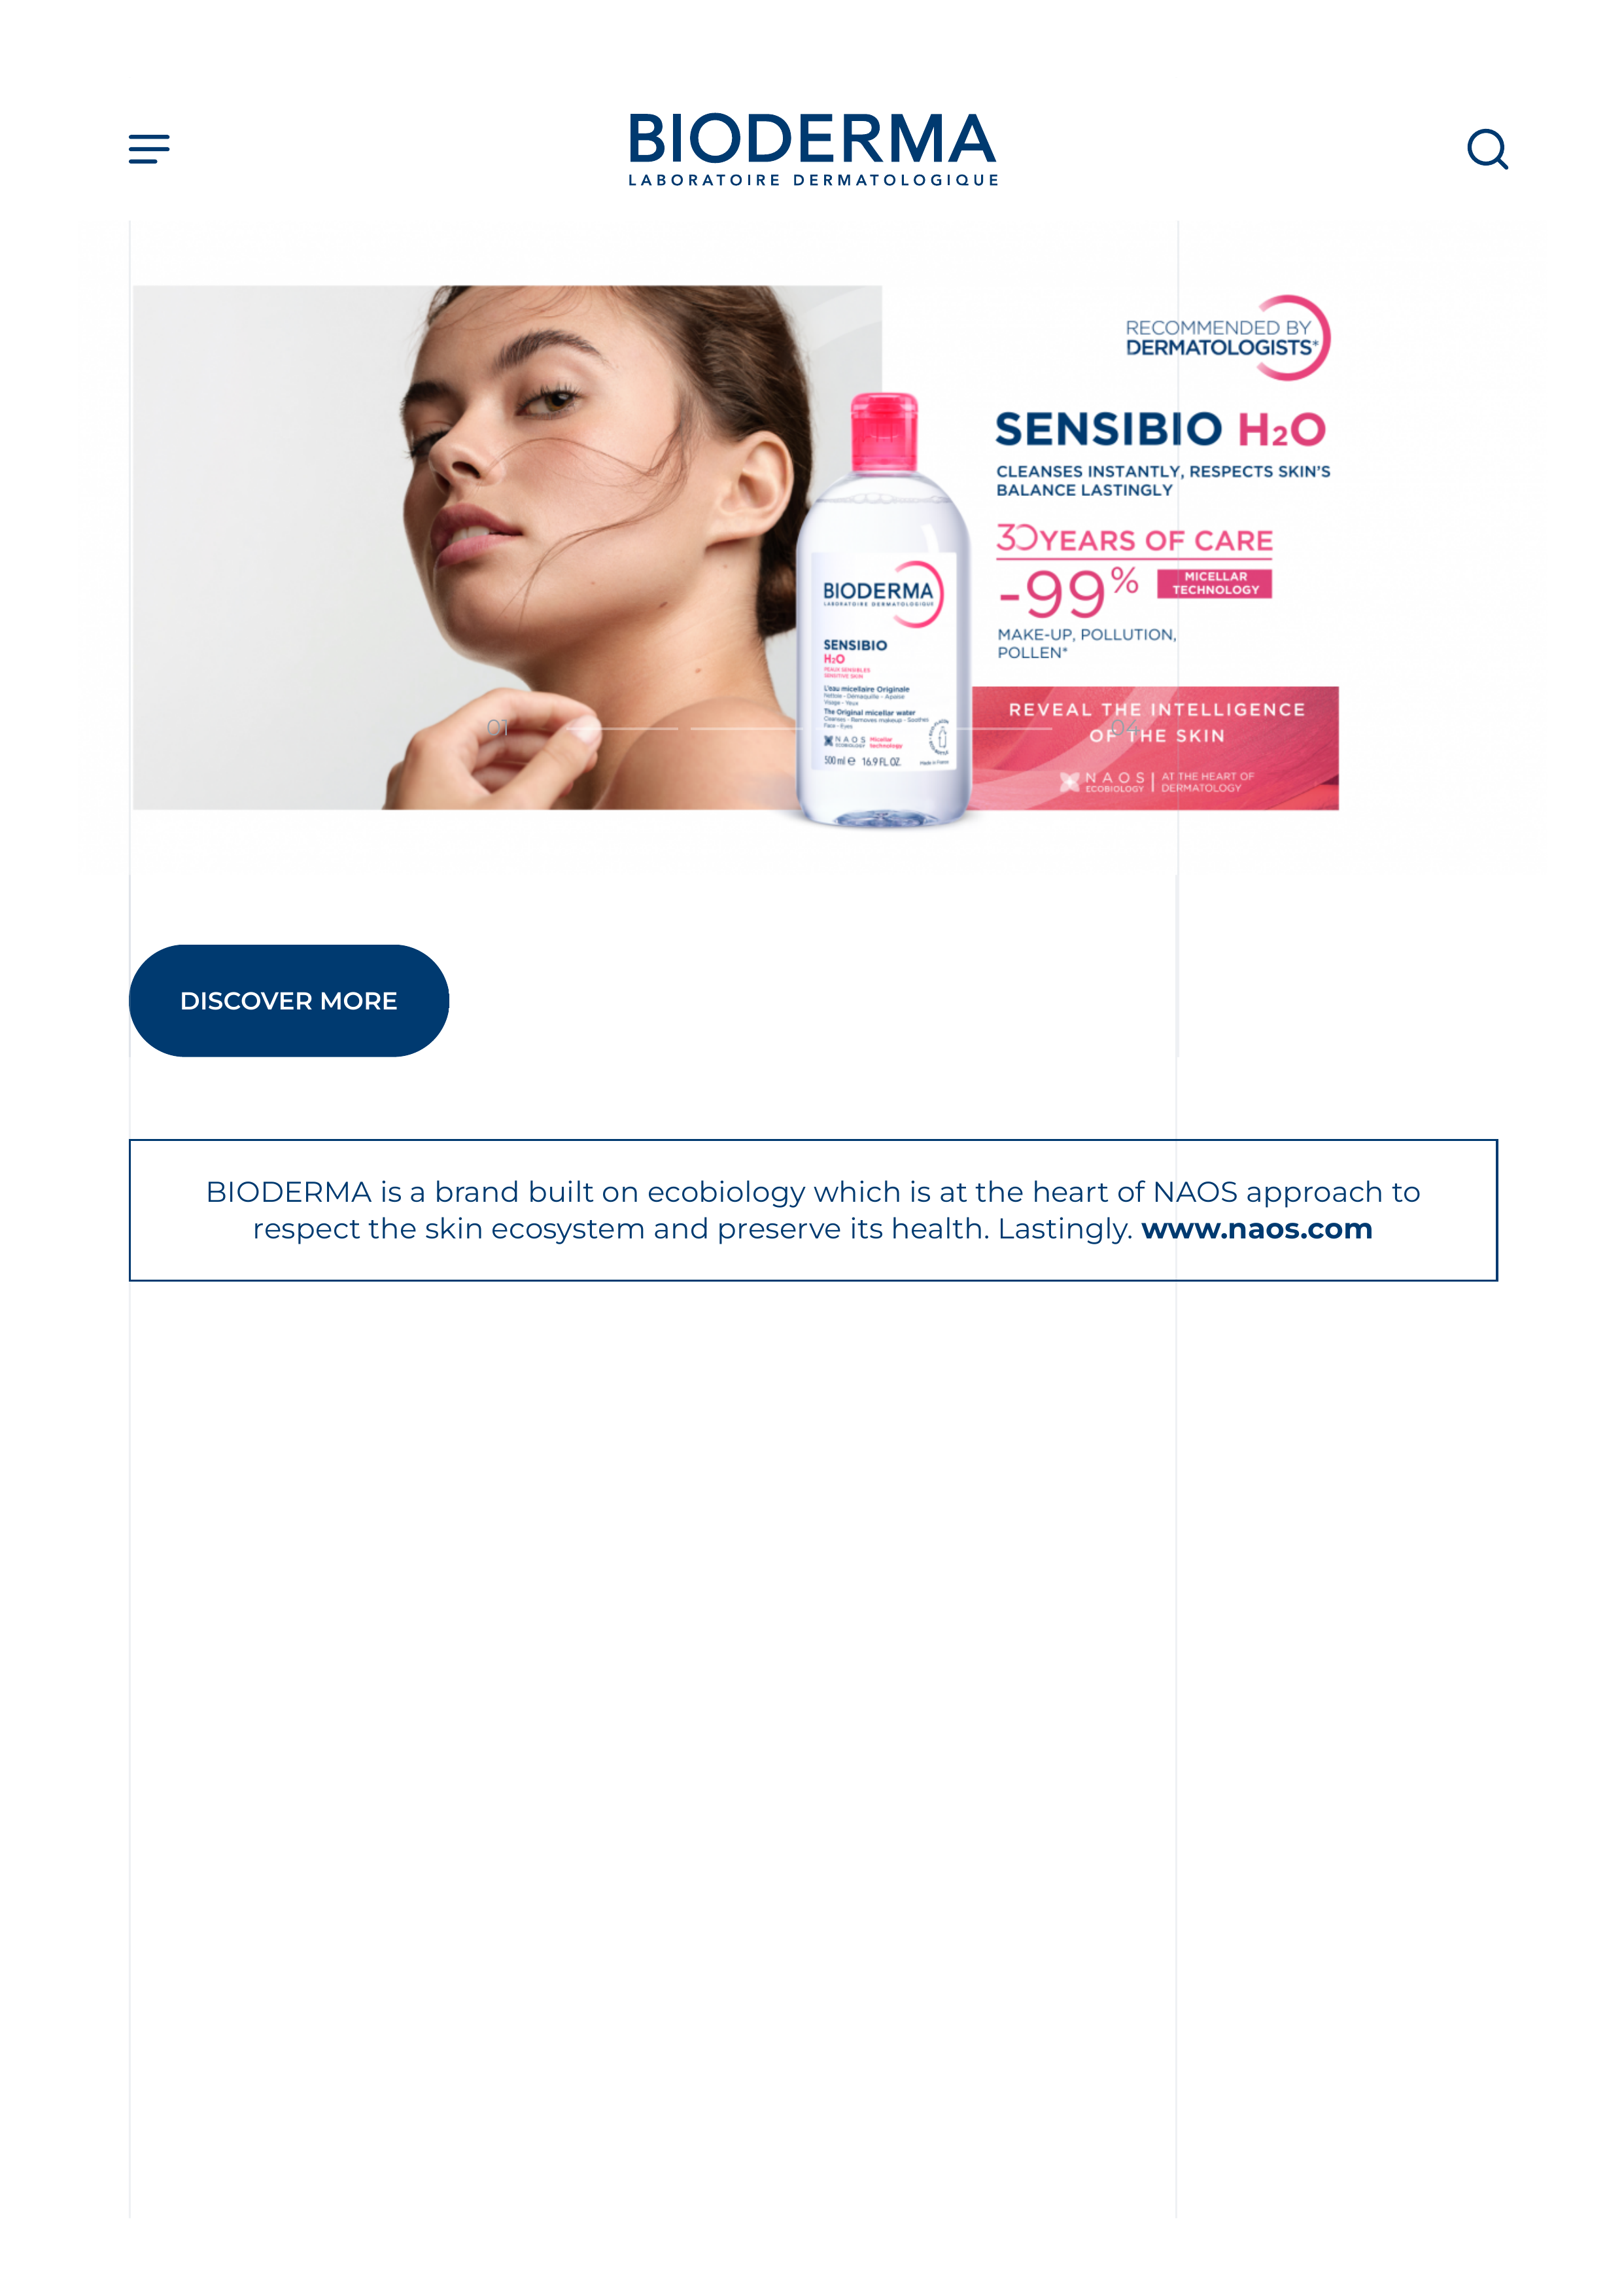 BIODERMA
LABORATOIRE DERMATOLOGIQUE
RECOMMENDED BY
DERMATOLOGISTS*
SENSIBIO H₂O
CLEANSES INSTANTLY, RESPECTS SKIN'S
BALANCE LASTINGLY
30 YEARS OF CARE
-99%
MICELLAR
TECHNOLOGY
MAKE-UP, POLLUTION,
POLLEN*
BIODERMA
LABORATOIRE DERMATOLOGIQUE
SENSIBIO
H₂O
PEAUX SENSIBLES
SENSITIVE SKIN
L'eau micellaire Originale
Nettoie - Démaquille - Apaise
Visage - Yeux
The Original micellar water
Cleanses - Removes makeup - Soothes
Face - Eyes
NAOS
ECOBIOLOGY
Micellar
technology
500 ml e 16.9 FL.OZ.
Made in France
01
04
REVEAL THE INTELLIGENCE
OF THE SKIN
NAOS
ECOBIOLOGY
AT THE HEART OF
DERMATOLOGY
DISCOVER MORE
BIODERMA is a brand built on ecobiology which is at the heart of NAOS approach to
respect the skin ecosystem and preserve its health. Lastingly. www.naos.com